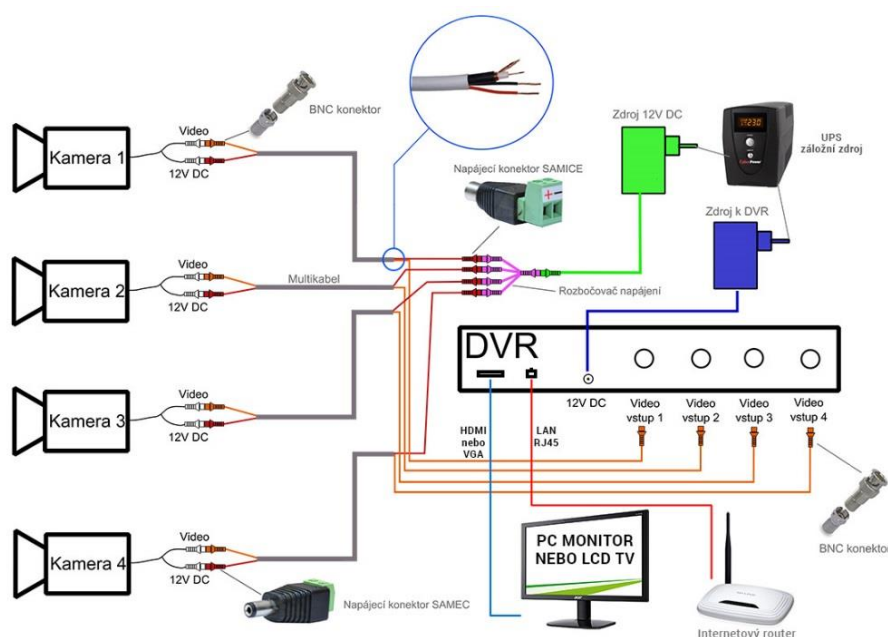 BNC konektor
Video
Kamera 1
12V DC
Napájecí konektor SAMICE
Zdroj 12V DC
UPS
záložní zdroj
Zdroj k DVR
Video
Kamera 2
12V DC
Multikabel
Rozbočovač napájení
DVR
12V DC
Video
vstup 1
Video
vstup 2
Video
vstup 3
Video
vstup 4
HDMI
nebo
VGA
LAN
RJ45
Video
Kamera 3
12V DC
Video
Kamera 4
12V DC
Napájecí konektor SAMEC
PC MONITOR
NEBO LCD TV
BNC konektor
Internetový router